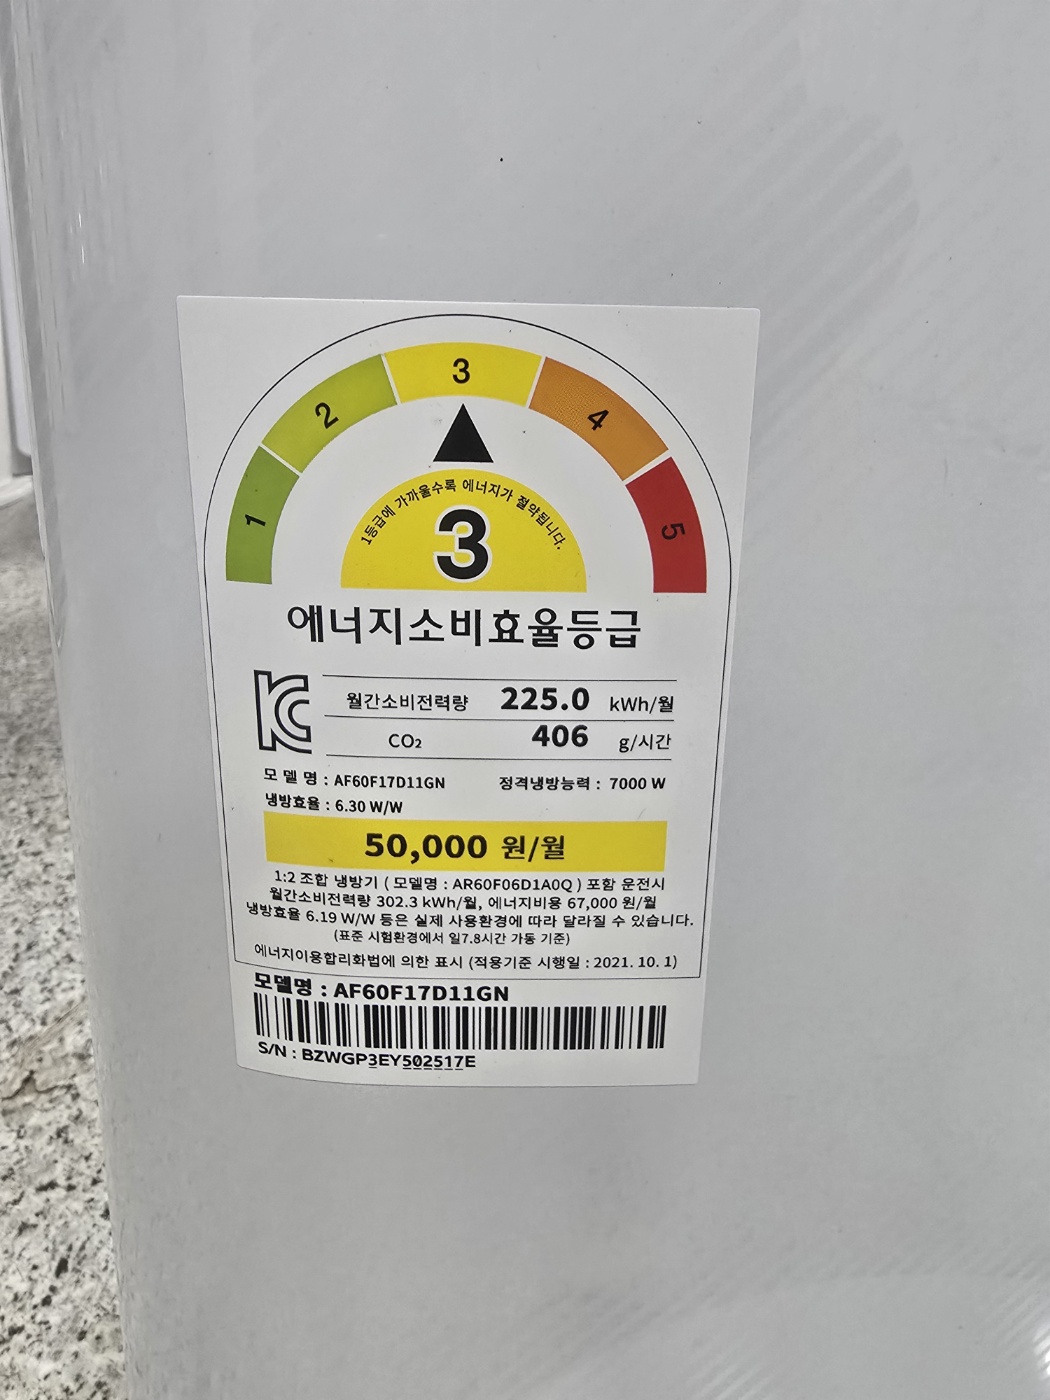 3
2
4
1
5
1등급에 가까울수록 에너지가 절약됩니다.
3
에너지소비효율등급
월간소비전력량 225.0 kWh/월
CO₂ 406 g/시간
모 델 명 : AF60F17D11GN 정격냉방능력 : 7000 W
냉방효율 : 6.30 W/W
50,000 원/월
1:2 조합 냉방기 ( 모델명 : AR60F06D1A0Q ) 포함 운전시
월간소비전력량 302.3 kWh/월, 에너지비용 67,000 원/월
냉방효율 6.19 W/W 등은 실제 사용환경에 따라 달라질 수 있습니다.
(표준 시험환경에서 일7.8시간 가동 기준)
에너지이용합리화법에 의한 표시 (적용기준 시행일 : 2021. 10. 1)
모델명 : AF60F17D11GN
S/N : BZWGP3EY502517E